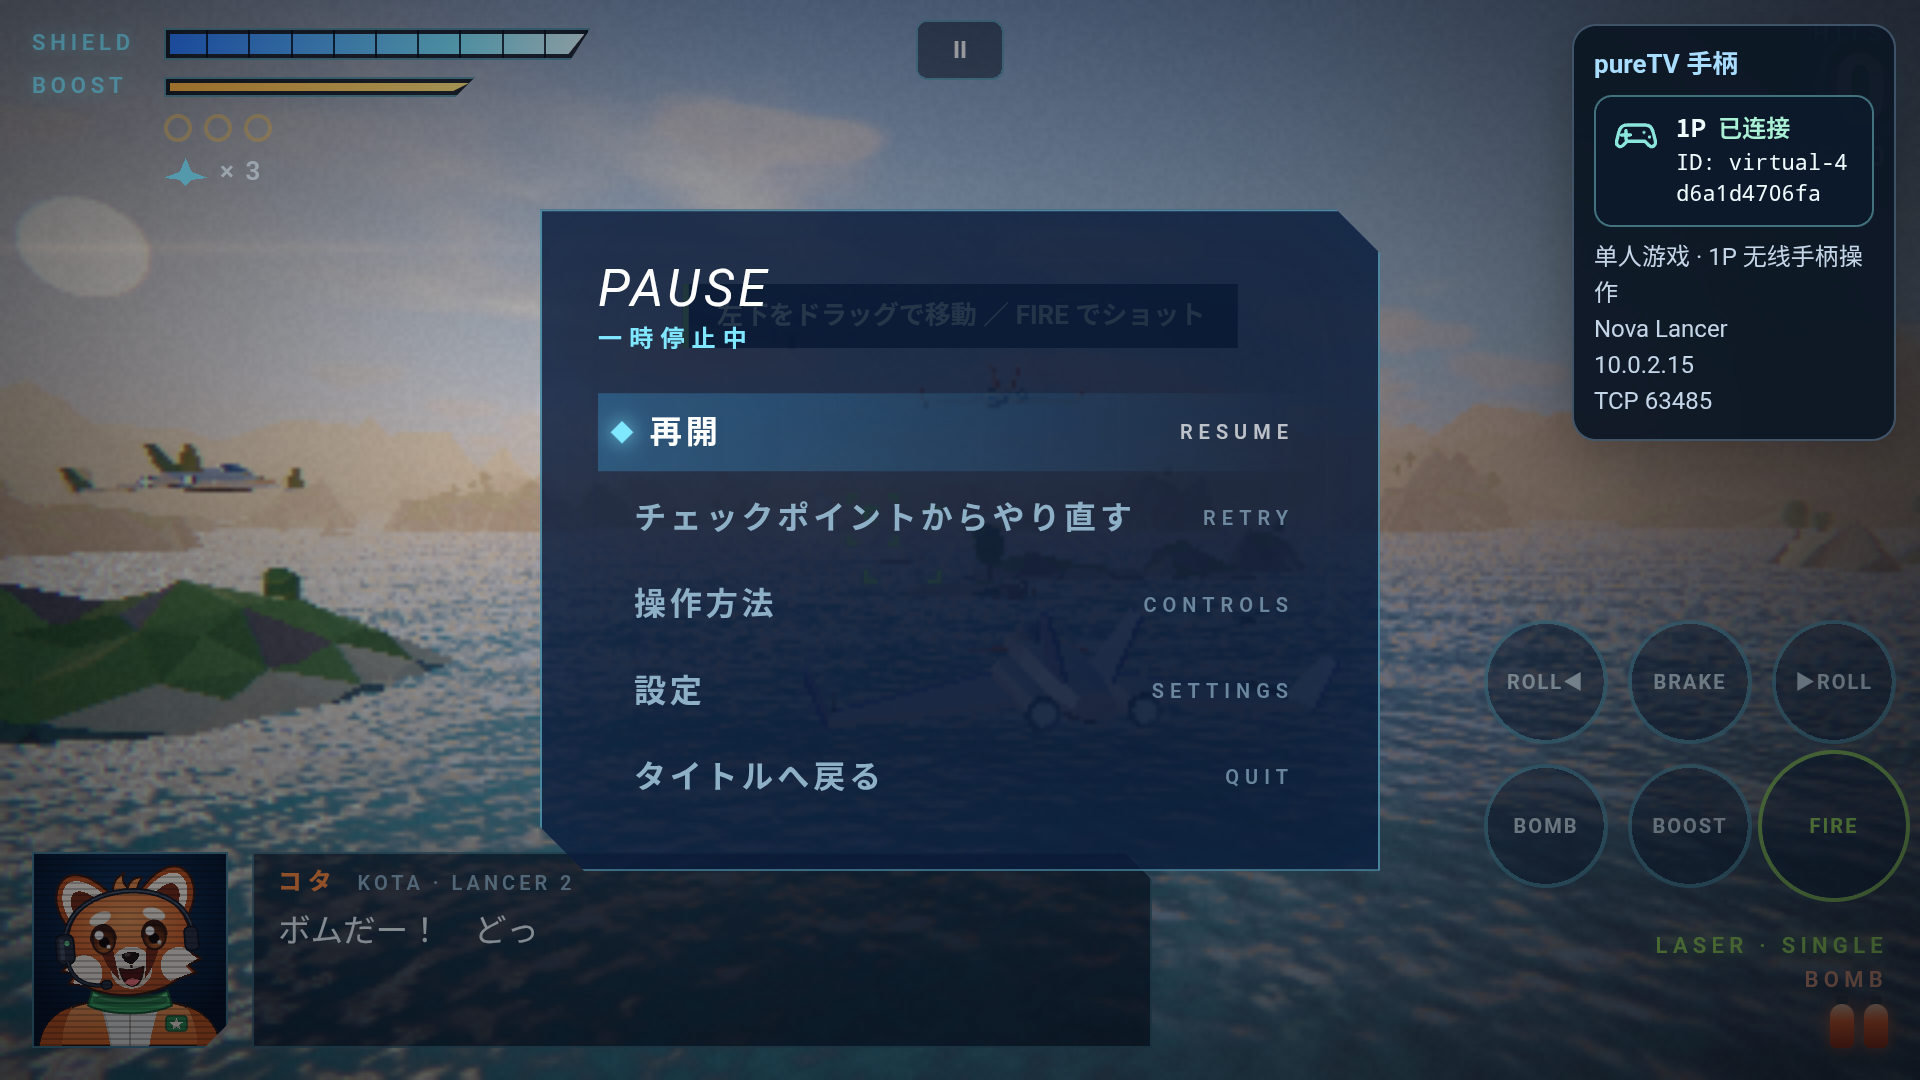 SHIELD
BOOST
× 3
pureTV 手柄
1P 已连接
ID: virtual-4
d6a1d4706fa
单人游戏 · 1P 无线手柄操
作
Nova Lancer
10.0.2.15
TCP 63485
PAUSE
左下をドラッグで移動 ／ FIRE でショット
一時停止中
再開 RESUME
チェックポイントからやり直す RETRY
操作方法 CONTROLS
設定 SETTINGS
タイトルへ戻る QUIT
ROLL◀
BRAKE
▶ROLL
BOMB
BOOST
FIRE
コタ KOTA · LANCER 2
ボムだー！ どっ
LASER · SINGLE
BOMB